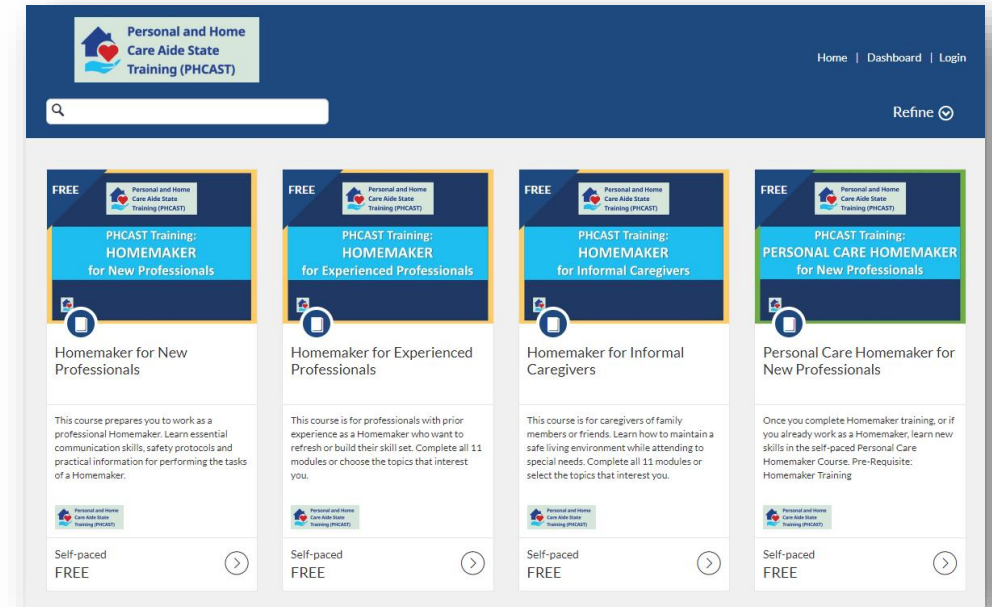 Personal and Home
Care Aide State
Training (PHCAST)
Home | Dashboard | Login
Refine
FREE
Personal and Home
Care Aide State
Training (PHCAST)
PHCAST Training:
HOMEMAKER
for New Professionals
Homemaker for New
Professionals
This course prepares you to work as a
professional Homemaker. Learn essential
communication skills, safety protocols and
practical information for performing the tasks
of a Homemaker.
Personal and Home
Care Aide State
Training (PHCAST)
Self-paced
FREE
FREE
Personal and Home
Care Aide State
Training (PHCAST)
PHCAST Training:
HOMEMAKER
for Experienced Professionals
Homemaker for Experienced
Professionals
This course is for professionals with prior
experience as a Homemaker who want to
refresh or build their skill set. Complete all 11
modules or choose the topics that interest
you.
Personal and Home
Care Aide State
Training (PHCAST)
Self-paced
FREE
FREE
Personal and Home
Care Aide State
Training (PHCAST)
PHCAST Training:
HOMEMAKER
for Informal Caregivers
Homemaker for Informal
Caregivers
This course is for caregivers of family
members or friends. Learn how to maintain a
safe living environment while attending to
special needs. Complete all 11 modules or
select the topics that interest you.
Personal and Home
Care Aide State
Training (PHCAST)
Self-paced
FREE
FREE
Personal and Home
Care Aide State
Training (PHCAST)
PHCAST Training:
PERSONAL CARE HOMEMAKER
for New Professionals
Personal Care Homemaker for
New Professionals
Once you complete Homemaker training, or if
you already work as a Homemaker, learn new
skills in the self-paced Personal Care
Homemaker Course. Pre-Requisite:
Homemaker Training
Personal and Home
Care Aide State
Training (PHCAST)
Self-paced
FREE